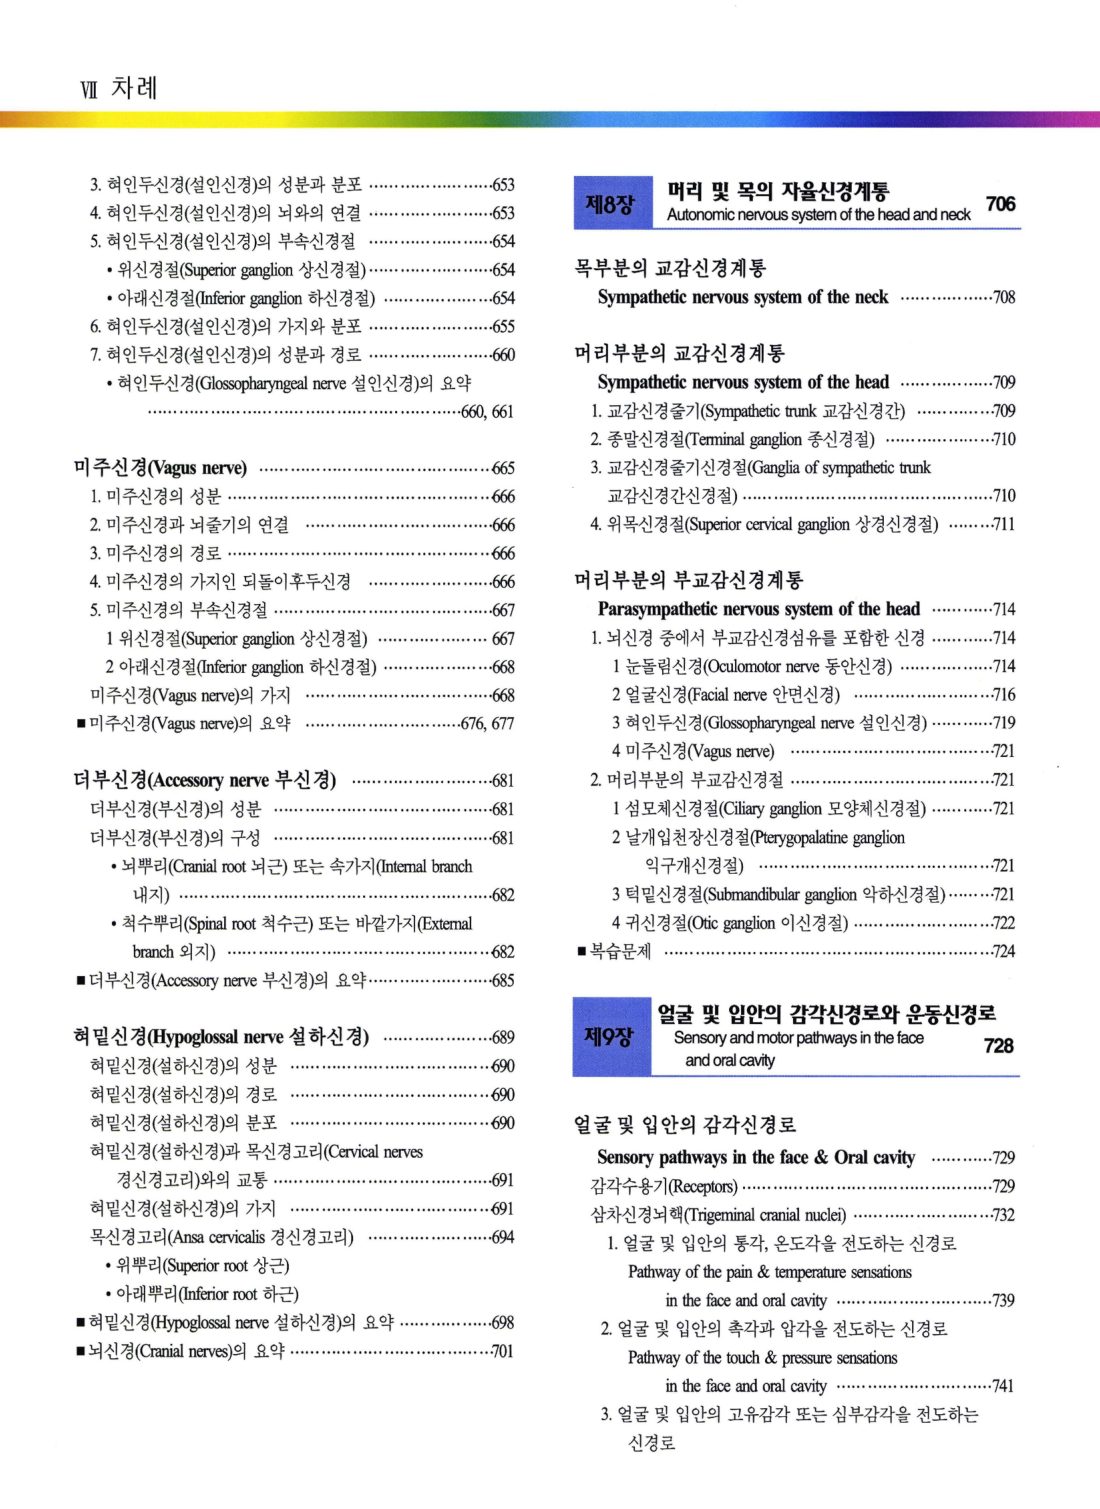 Ⅶ 차례
3. 혀인두신경(설인신경)의 성분과 분포 ························653
4. 혀인두신경(설인신경)의 뇌와의 연결 ························653
5. 혀인두신경(설인신경)의 부속신경절 ························654
• 위신경절(Superior ganglion 상신경절)························654
• 아래신경절(Inferior ganglion 하신경절) ·····················654
6. 혀인두신경(설인신경)의 가지와 분포 ························655
7. 혀인두신경(설인신경)의 성분과 경로 ························660
• 혀인두신경(Glossopharyngeal nerve 설인신경)의 요약
····························································660, 661
미주신경(Vagus nerve) ·············································665
1. 미주신경의 성분 ···················································666
2. 미주신경과 뇌줄기의 연결 ····································666
3. 미주신경의 경로 ···················································666
4. 미주신경의 가지인 되돌이후두신경 ························666
5. 미주신경의 부속신경절 ··········································667
1 위신경절(Superior ganglion 상신경절) ····················· 667
2 아래신경절(Inferior ganglion 하신경절) ·····················668
미주신경(Vagus nerve)의 가지 ····································668
■ 미주신경(Vagus nerve)의 요약 ······························676, 677
더부신경(Accessory nerve 부신경) ···························681
더부신경(부신경)의 성분 ··········································681
더부신경(부신경)의 구성 ··········································681
• 뇌뿌리(Cranial root 뇌근) 또는 속가지(Internal branch
내지) ····························································682
• 척수뿌리(Spinal root 척수근) 또는 바깥가지(External
branch 외지) ···················································682
■ 더부신경(Accessory nerve 부신경)의 요약························685
혀밑신경(Hypoglossal nerve 설하신경) ·····················689
혀밑신경(설하신경)의 성분 ·······································690
혀밑신경(설하신경)의 경로 ·······································690
혀밑신경(설하신경)의 분포 ·······································690
혀밑신경(설하신경)과 목신경고리(Cervical nerves
경신경고리)와의 교통 ··········································691
혀밑신경(설하신경)의 가지 ·······································691
목신경고리(Ansa cervicalis 경신경고리) ························694
• 위뿌리(Superior root 상근)
• 아래뿌리(Inferior root 하근)
■ 혀밑신경(Hypoglossal nerve 설하신경)의 요약 ··················698
■ 뇌신경(Cranial nerves)의 요약 ·······································701
제8장
머리 및 목의 자율신경계통
Autonomic nervous system of the head and neck 706
목부분의 교감신경계통
Sympathetic nervous system of the neck ··················708
머리부분의 교감신경계통
Sympathetic nervous system of the head ··················709
1. 교감신경줄기(Sympathetic trunk 교감신경간) ···············709
2. 종말신경절(Terminal ganglion 종신경절) ·····················710
3. 교감신경줄기신경절(Ganglia of sympathetic trunk
교감신경간신경절) ················································710
4. 위목신경절(Superior cervical ganglion 상경신경절) ·········711
머리부분의 부교감신경계통
Parasympathetic nervous system of the head ············714
1. 뇌신경 중에서 부교감신경섬유를 포함한 신경 ············714
1 눈돌림신경(Oculomotor nerve 동안신경) ··················714
2 얼굴신경(Facial nerve 안면신경) ···························716
3 혀인두신경(Glossopharyngeal nerve 설인신경) ············719
4 미주신경(Vagus nerve) ·······································721
2. 머리부분의 부교감신경절 ·······································721
1 섬모체신경절(Ciliary ganglion 모양체신경절) ············721
2 날개입천장신경절(Pterygopalatine ganglion
익구개신경절) ·············································721
3 턱밑신경절(Submandibular ganglion 악하신경절)·········721
4 귀신경절(Otic ganglion 이신경절) ···························722
■ 복습문제 ·······························································724
제9장
얼굴 및 입안의 감각신경로와 운동신경로
Sensory and motor pathways in the face
and oral cavity 728
얼굴 및 입안의 감각신경로
Sensory pathways in the face & Oral cavity ············729
감각수용기(Receptors)················································729
삼차신경뇌핵(Trigeminal cranial nuclei) ···························732
1. 얼굴 및 입안의 통각, 온도각을 전도하는 신경로
Pathway of the pain & temperature sensations
in the face and oral cavity ······························739
2. 얼굴 및 입안의 촉각과 압각을 전도하는 신경로
Pathway of the touch & pressure sensations
in the face and oral cavity ······························741
3. 얼굴 및 입안의 고유감각 또는 심부감각을 전도하는
신경로